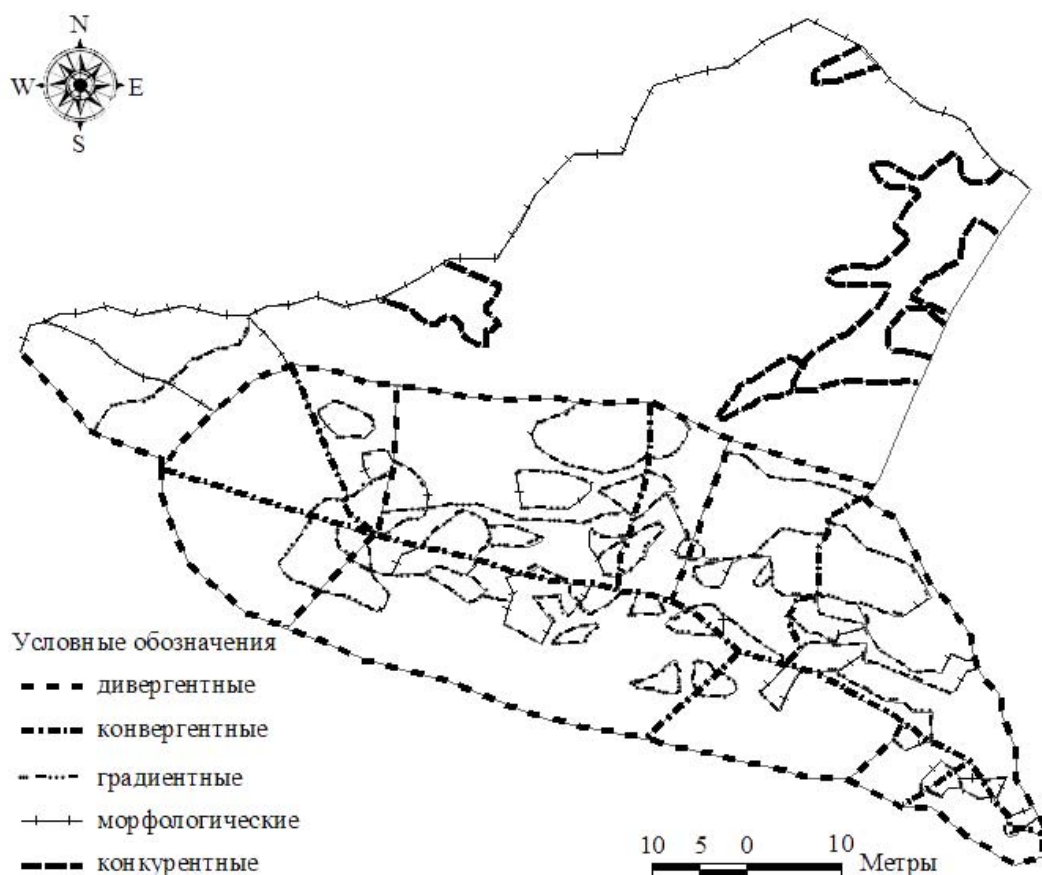 N
W E
S
Условные обозначения
дивергентные
конвергентные
градиентные
морфологические
конкурентные
10 5 0 10
Метры